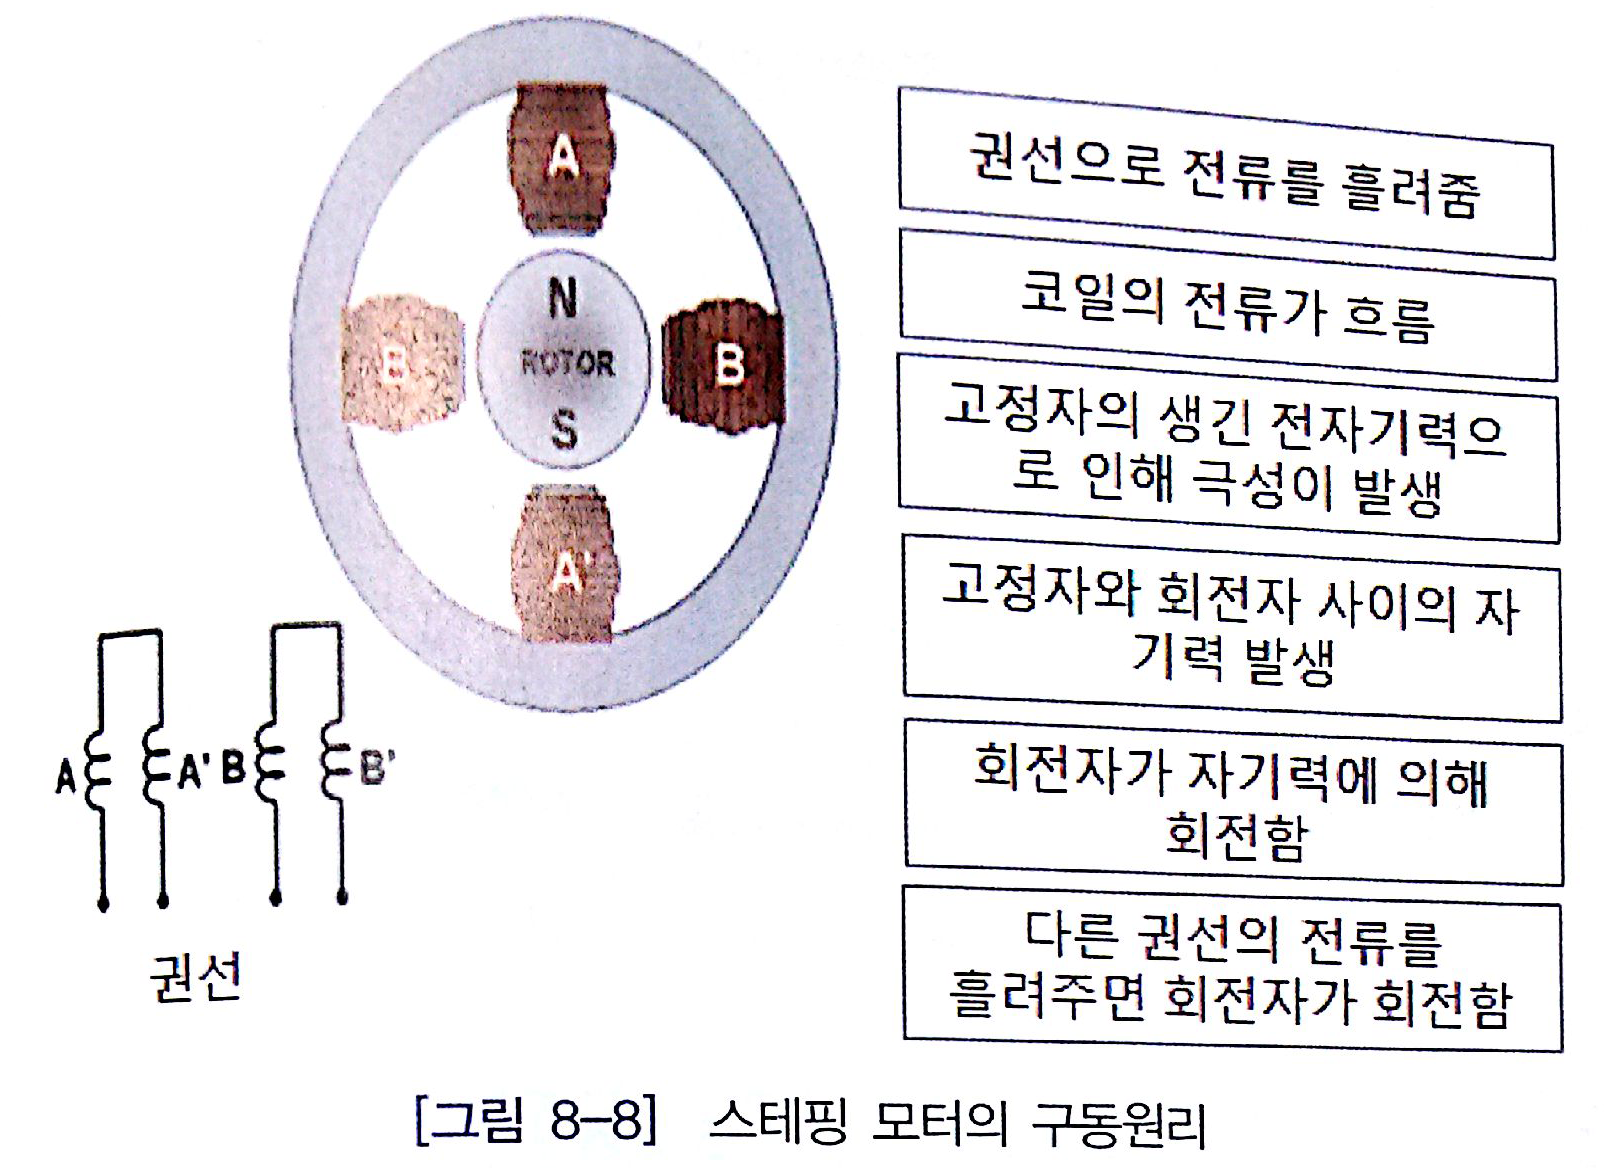 A
N
B
ROTOR
B
S
A'
A
A'
B
B'
권선
권선으로 전류를 흘려줌
코일의 전류가 흐름
고정자의 생긴 전자기력으
로 인해 극성이 발생
고정자와 회전자 사이의 자
기력 발생
회전자가 자기력에 의해
회전함
다른 권선의 전류를
흘려주면 회전자가 회전함
[그림 8-8] 스테핑 모터의 구동원리